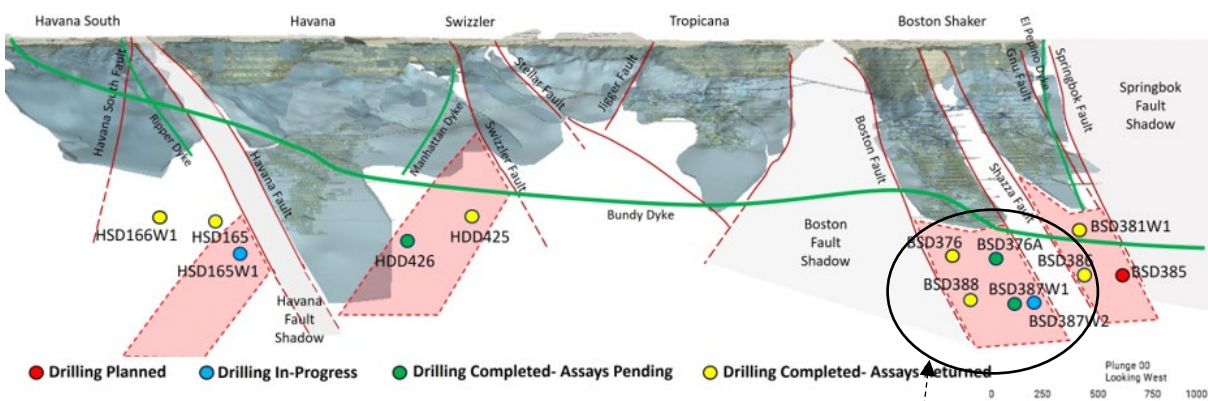 Havana South
Havana
Swizzler
Tropicana
Boston Shaker
El Pepino Dyke
Gnu Fault
Springbok Fault
Springbok
Fault
Shadow
Havana South Fault
Ripper Dyke
Havana Fault
Manhattan Dyke
Swizzler Fault
Stellar Fault
Jigger Fault
Boston Fault
Shazza Fault
Bundy Dyke
Boston
Fault
Shadow
Havana
Fault
Shadow
HSD166W1
HSD165
HSD165W1
HDD425
HDD426
BSD376
BSD376A
BSD381W1
BSD386
BSD385
BSD388
BSD387W1
BSD387W2
Drilling Planned
Drilling In-Progress
Drilling Completed- Assays Pending
Drilling Completed- Assays Returned
Plunge 00
Looking West
0 250 500 750 1000